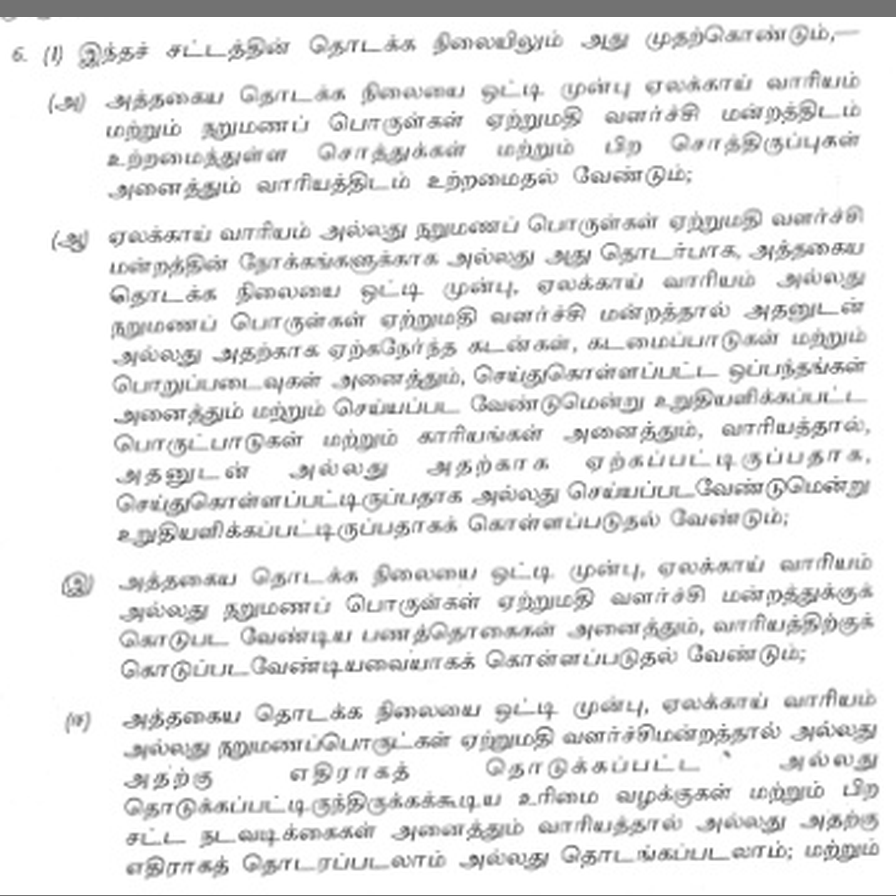 6. (1) இந்தச் சட்டத்தின் தொடக்க நிலையிலும் அது முதற்கொண்டும்,—
(அ) அத்தகைய தொடக்க நிலையை ஒட்டி முன்பு ஏலக்காய் வாரியம்
மற்றும் நறுமணப் பொருள்கள் ஏற்றுமதி வளர்ச்சி மன்றத்திடம்
உற்றமைந்துள்ள சொத்துக்கள் மற்றும் பிற சொத்திருப்புகள்
அனைத்தும் வாரியத்திடம் உற்றமைதல் வேண்டும்;
(ஆ) ஏலக்காய் வாரியம் அல்லது நறுமணப் பொருள்கள் ஏற்றுமதி வளர்ச்சி
மன்றத்தின் நோக்கங்களுக்காக அல்லது அது தொடர்பாக, அத்தகைய
தொடக்க நிலையை ஒட்டி முன்பு, ஏலக்காய் வாரியம் அல்லது
நறுமணப் பொருள்கள் ஏற்றுமதி வளர்ச்சி மன்றத்தால் அதனுடன்
அல்லது அதற்காக ஏற்கநேர்ந்த கடன்கள், கடமைப்பாடுகள் மற்றும்
பொறுப்படைவுகள் அனைத்தும், செய்துகொள்ளப்பட்ட ஒப்பந்தங்கள்
அனைத்தும் மற்றும் செய்யப்பட வேண்டுமென்று உறுதியளிக்கப்பட்ட
பொருட்பாடுகள் மற்றும் காரியங்கள் அனைத்தும், வாரியத்தால்,
அதனுடன் அல்லது அதற்காக ஏற்கப்பட்டிருப்பதாக,
செய்துகொள்ளப்பட்டிருப்பதாக அல்லது செய்யப்படவேண்டுமென்று
உறுதியளிக்கப்பட்டிருப்பதாகக் கொள்ளப்படுதல் வேண்டும்;
(இ) அத்தகைய தொடக்க நிலையை ஒட்டி முன்பு, ஏலக்காய் வாரியம்
அல்லது நறுமணப் பொருள்கள் ஏற்றுமதி வளர்ச்சி மன்றத்துக்குக்
கொடுபட வேண்டிய பணத்தொகைகள் அனைத்தும், வாரியத்திற்குக்
கொடுப்படவேண்டியவையாகக் கொள்ளப்படுதல் வேண்டும்;
(ஈ) அத்தகைய தொடக்க நிலையை ஒட்டி முன்பு, ஏலக்காய் வாரியம்
அல்லது நறுமணப்பொருட்கள் ஏற்றுமதி வளர்ச்சிமன்றத்தால் அல்லது
அதற்கு எதிராகத் தொடுக்கப்பட்ட அல்லது
தொடுக்கப்பட்டிருந்திருக்கக்கூடிய உரிமை வழக்குகள் மற்றும் பிற
சட்ட நடவடிக்கைகள் அனைத்தும் வாரியத்தால் அல்லது அதற்கு
எதிராகத் தொடரப்படலாம் அல்லது தொடங்கப்படலாம்; மற்றும்